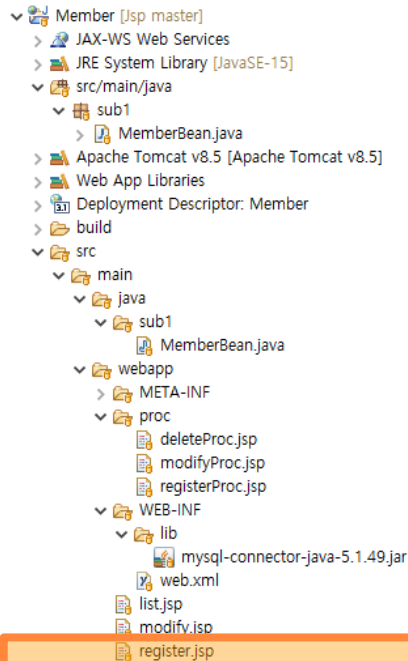 Member [Jsp master]
JAX-WS Web Services
JRE System Library [JavaSE-15]
src/main/java
sub1
MemberBean.java
Apache Tomcat v8.5 [Apache Tomcat v8.5]
Web App Libraries
3.1 Deployment Descriptor: Member
build
src
main
java
sub1
MemberBean.java
webapp
META-INF
proc
deleteProc.jsp
modifyProc.jsp
registerProc.jsp
WEB-INF
lib
mysql-connector-java-5.1.49.jar
web.xml
list.jsp
modify.jsp
register.jsp